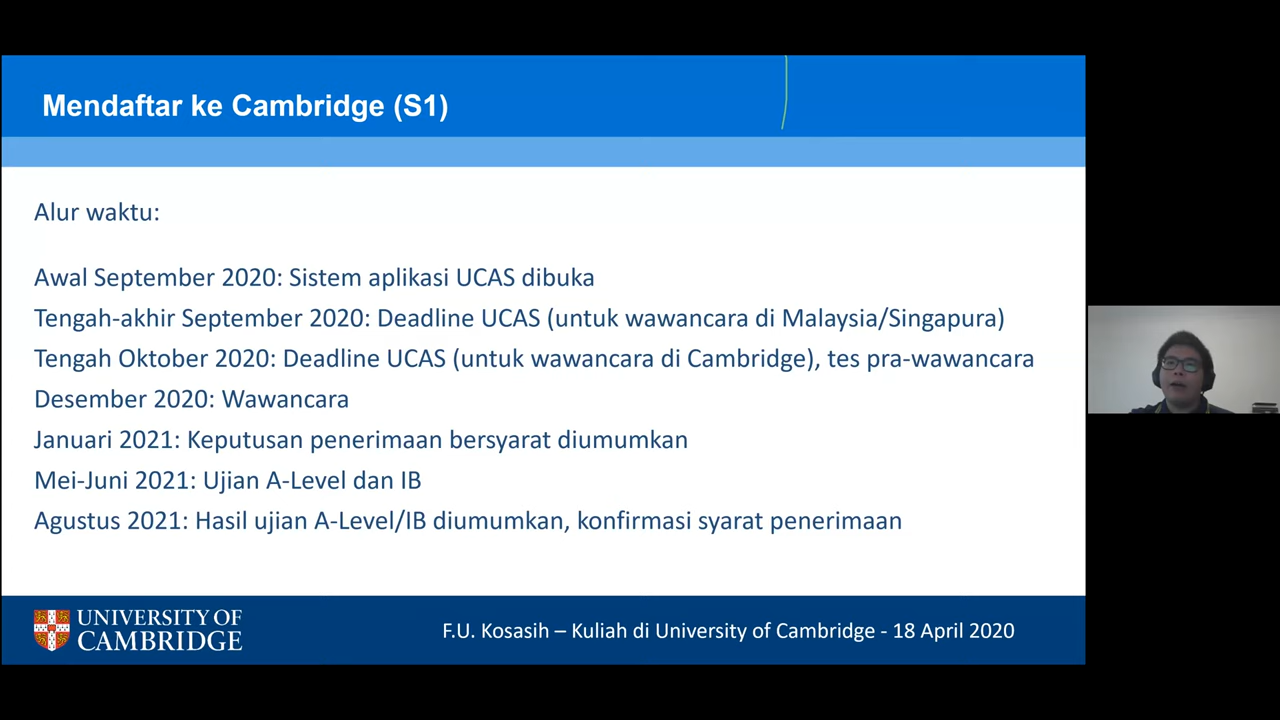 Mendaftar ke Cambridge (S1)
Alur waktu:
Awal September 2020: Sistem aplikasi UCAS dibuka
Tengah-akhir September 2020: Deadline UCAS (untuk wawancara di Malaysia/Singapura)
Tengah Oktober 2020: Deadline UCAS (untuk wawancara di Cambridge), tes pra-wawancara
Desember 2020: Wawancara
Januari 2021: Keputusan penerimaan bersyarat diumumkan
Mei-Juni 2021: Ujian A-Level dan IB
Agustus 2021: Hasil ujian A-Level/IB diumumkan, konfirmasi syarat penerimaan
UNIVERSITY OF
CAMBRIDGE
F.U. Kosasih – Kuliah di University of Cambridge - 18 April 2020